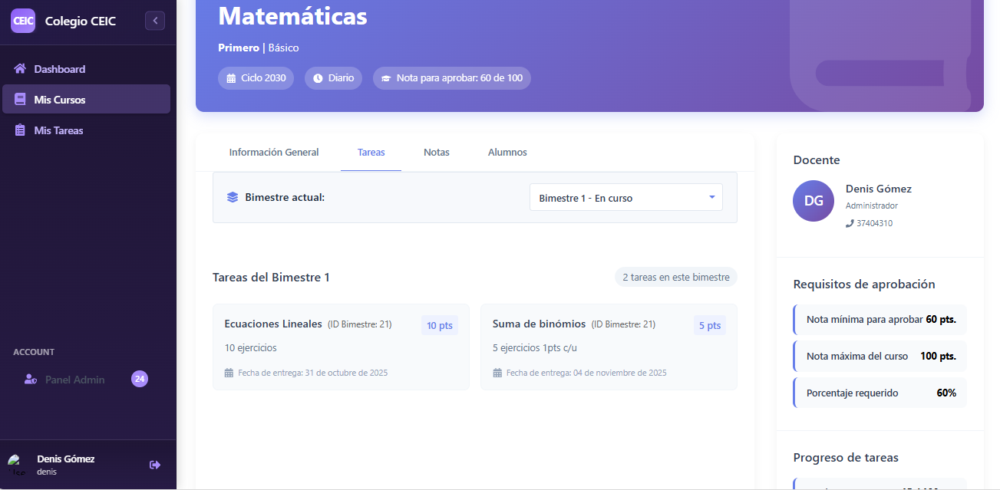 CEIC Colegio CEIC
Dashboard
Mis Cursos
Mis Tareas
ACCOUNT
Panel Admin 24
Denis Gómez
denis
Matemáticas
Primero | Básico
Ciclo 2030 Diario Nota para aprobar: 60 de 100
Información General Tareas Notas Alumnos
Bimestre actual: Bimestre 1 - En curso
Tareas del Bimestre 1 2 tareas en este bimestre
Ecuaciones Lineales (ID Bimestre: 21) 10 pts
10 ejercicios
Fecha de entrega: 31 de octubre de 2025
Suma de binómios (ID Bimestre: 21) 5 pts
5 ejercicios 1pts c/u
Fecha de entrega: 04 de noviembre de 2025
Docente
DG
Denis Gómez
Administrador
37404310
Requisitos de aprobación
Nota mínima para aprobar 60 pts.
Nota máxima del curso 100 pts.
Porcentaje requerido 60%
Progreso de tareas